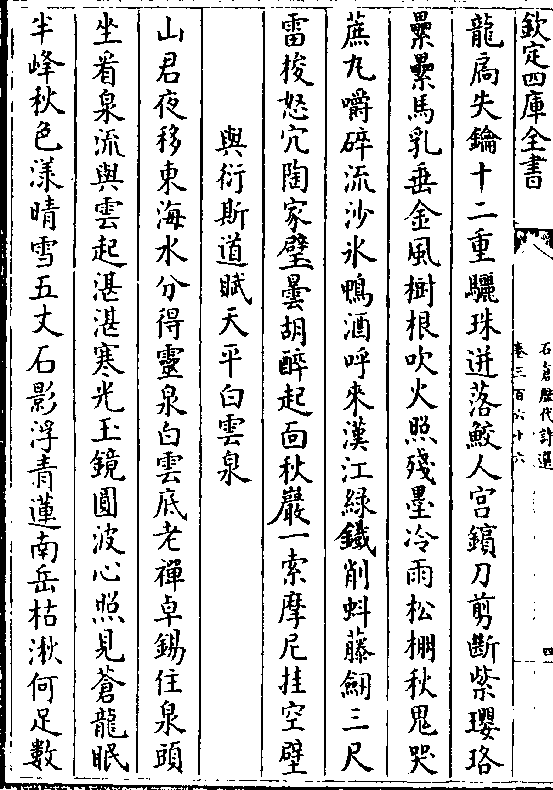 欽定四庫全書
石倉歷代詩選
卷三百六十六
四
龍扃失鑰十二重驪珠迸落鮫人宮鑌刀剪斷紫瓔珞
纍纍馬乳垂金風樹根吹火照殘墨冷雨松棚秋鬼哭
蔗丸嚼碎流沙氷鴨酒呼來漢江緑鐵削蚪藤劒三尺
雷梭怒穴陶家壁曇胡醉起面秋巖一索摩尼挂空壁
與衍斯道賦天平白雲泉
山君夜移東海水分得靈泉白雲底老禪卓錫住泉頭
坐看泉流與雲起湛湛寒光玉鏡圓波心照見蒼龍眠
半峰秋色漾晴雪五丈石影浮青蓮南岳枯湫何足數